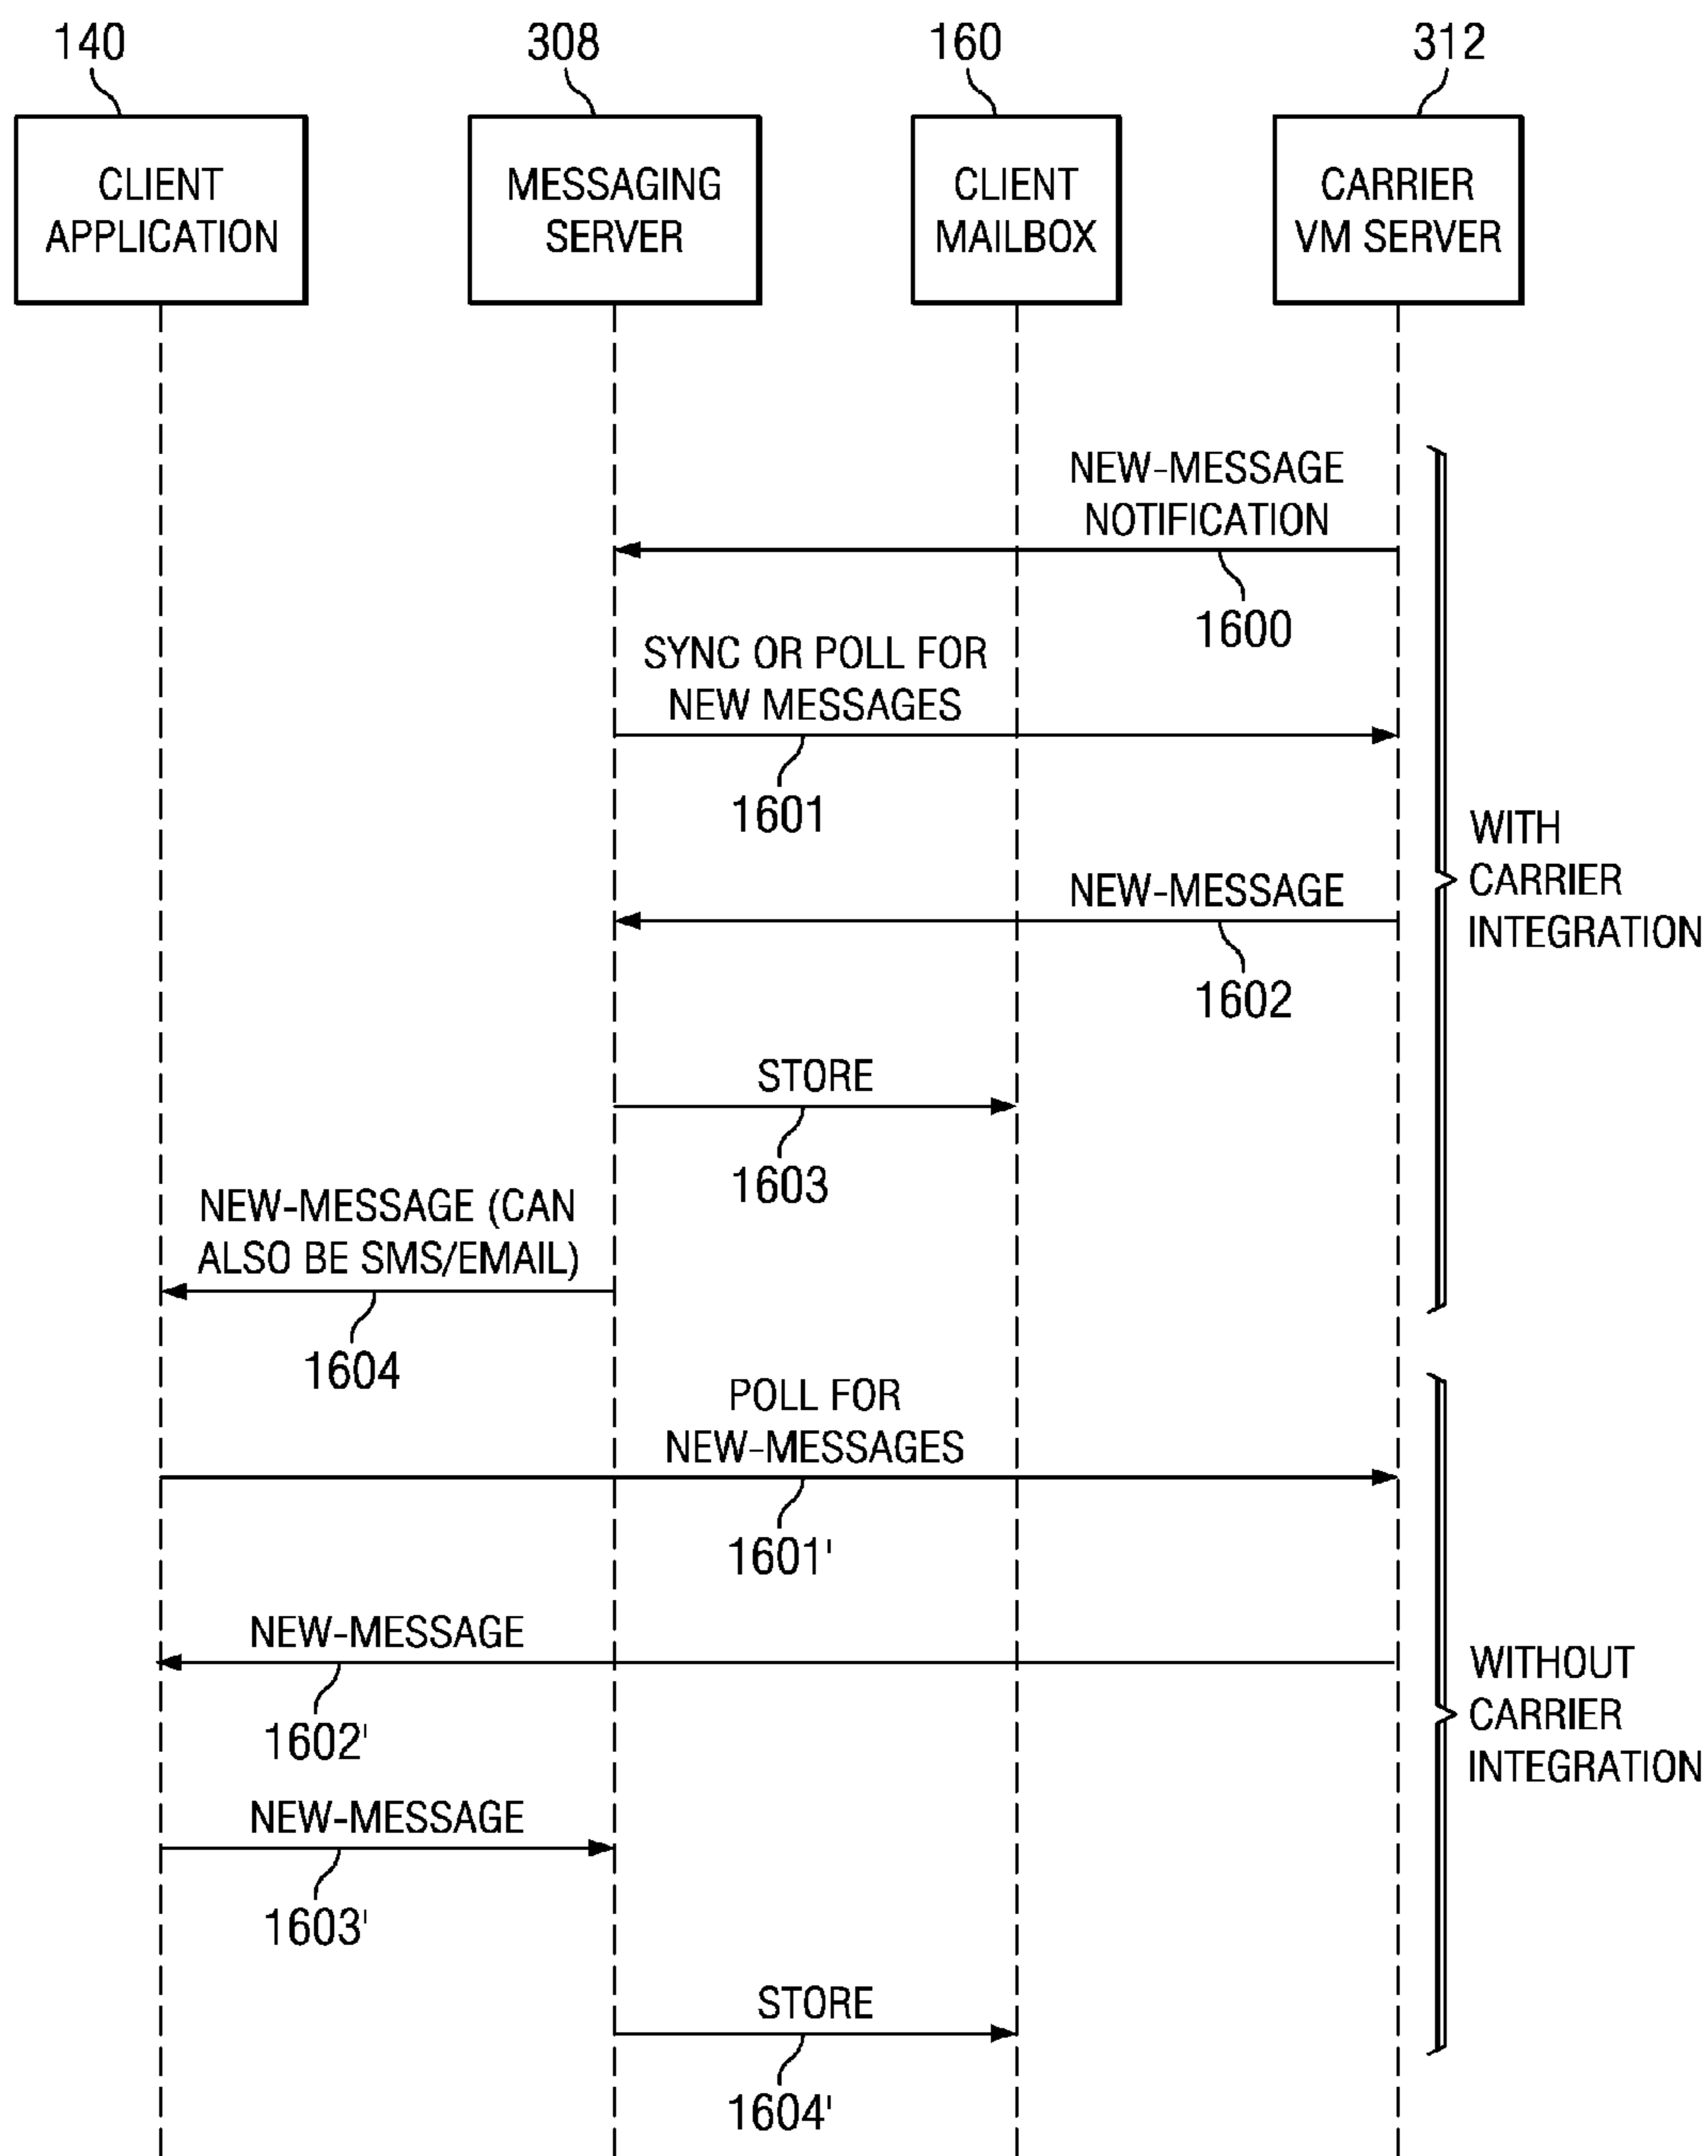 140
308
160
312
CLIENT
APPLICATION
MESSAGING
SERVER
CLIENT
MAILBOX
CARRIER
VM SERVER
NEW-MESSAGE
NOTIFICATION
1600
SYNC OR POLL FOR
NEW MESSAGES
1601
WITH
CARRIER
INTEGRATION
NEW-MESSAGE
1602
STORE
1603
NEW-MESSAGE (CAN
ALSO BE SMS/EMAIL)
1604
POLL FOR
NEW-MESSAGES
1601'
NEW-MESSAGE
1602'
WITHOUT
CARRIER
INTEGRATION
NEW-MESSAGE
1603'
STORE
1604'